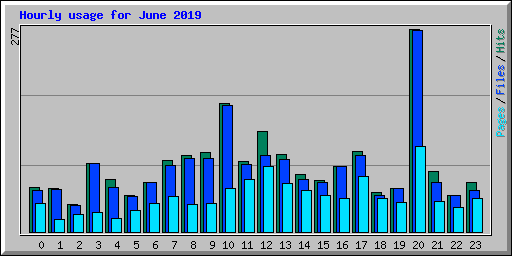 Hourly usage for June 2019
277
Pages/Files/Hits
0 1 2 3 4 5 6 7 8 9 10 11 12 13 14 15 16 17 18 19 20 21 22 23